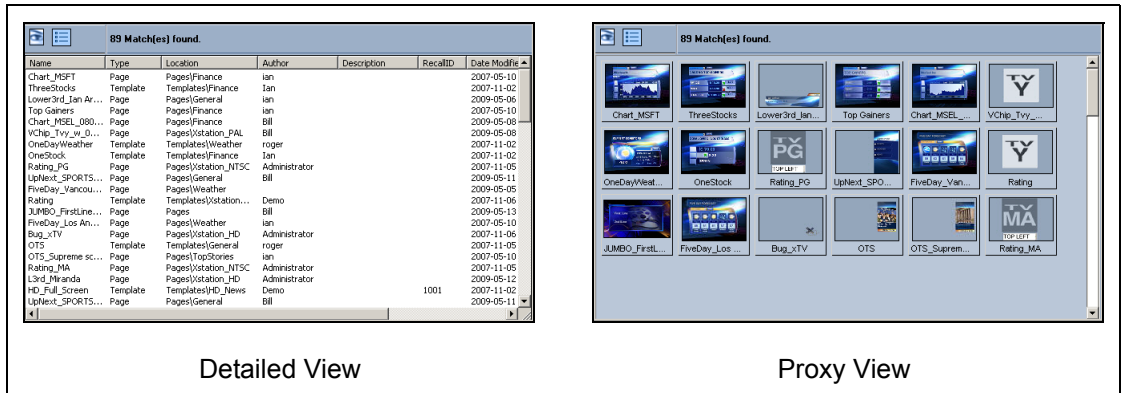 89 Match(es) found.
Name Type Location Author Description RecallID Date Modifie
Chart_MSFT Page Pages\Finance ian 2007-05-10
ThreeStocks Template Templates\Finance Ian 2007-11-02
Lower3rd_Ian Ar... Page Pages\General ian 2009-05-06
Top Gainers Page Pages\Finance ian 2007-05-10
Chart_MSEL_080... Page Pages\Finance Bill 2009-05-08
VChip_Tvy_w_0... Page Pages\Xstation_PAL Bill 2009-05-08
OneDayWeather Template Templates\Weather roger 2007-11-02
OneStock Template Templates\Finance Ian 2007-11-02
Rating_PG Page Pages\Xstation_NTSC Administrator 2007-11-05
UpNext_SPORTS... Page Pages\General Bill 2009-05-11
FiveDay_Vancou... Page Pages\Weather 2009-05-05
Rating Template Templates\Xstation... Demo 2007-11-06
JUMBO_FirstLine... Page Pages Bill 2009-05-13
FiveDay_Los An... Page Pages\Weather ian 2007-05-10
Bug_xTV Page Pages\Xstation_HD Administrator 2007-11-06
OTS Template Templates\General roger 2007-11-05
OTS_Supreme sc... Page Pages\TopStories ian 2007-05-10
Rating_MA Page Pages\Xstation_NTSC Administrator 2007-11-05
L3rd_Miranda Page Pages\Xstation_HD Administrator 2009-05-12
HD_Full_Screen Template Templates\HD_News Demo 1001 2007-11-02
UpNext_SPORTS... Page Pages\General Bill 2009-05-11
Detailed View
89 Match(es) found.
TV Y
Chart_MSFT ThreeStocks Lower3rd_Ian... Top Gainers Chart_MSEL_... VChip_Tvy_...
TV PG TOP LEFT TV Y
OneDayWeat... OneStock Rating_PG UpNext_SPO... FiveDay_Van... Rating
TV MA TOP LEFT
JUMBO_FirstL... FiveDay_Los ... Bug_xTV OTS OTS_Suprem... Rating_MA
Proxy View